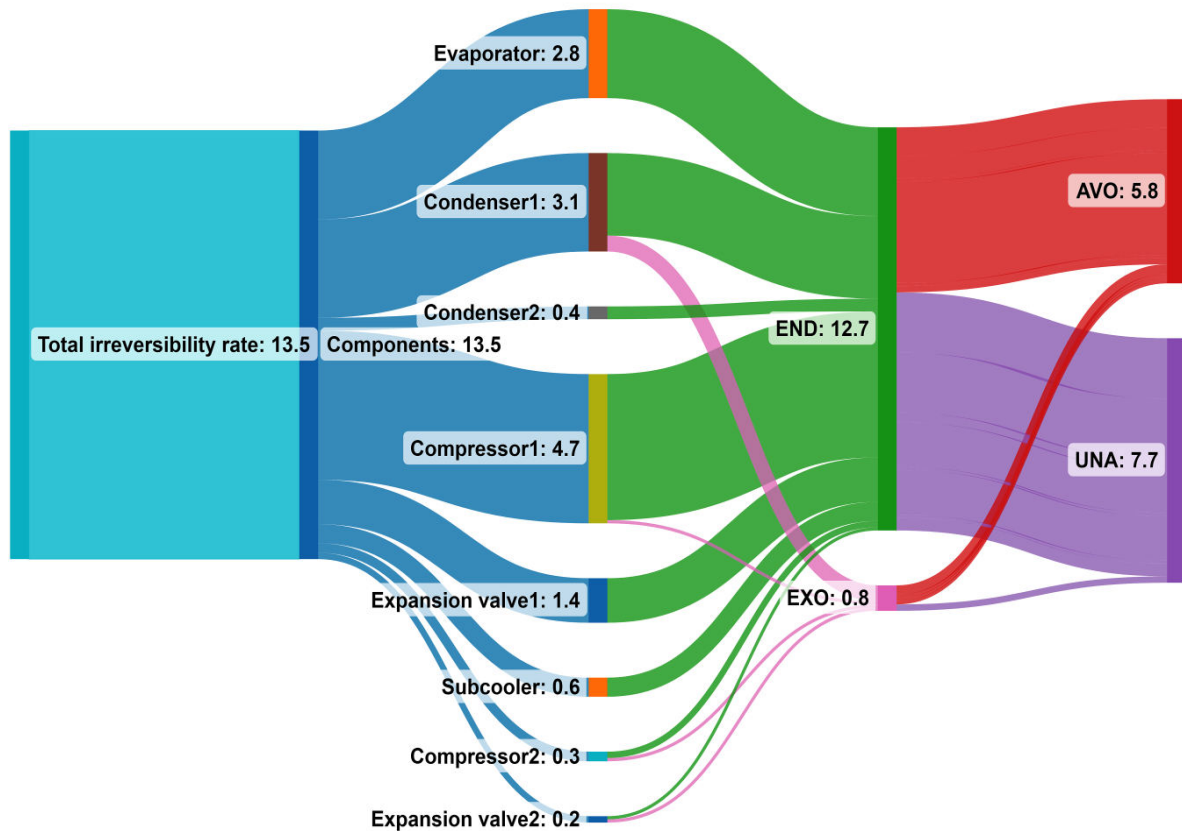 Evaporator: 2.8
Condenser1: 3.1
Condenser2: 0.4
Total irreversibility rate: 13.5
Components: 13.5
Compressor1: 4.7
Expansion valve1: 1.4
Subcooler: 0.6
Compressor2: 0.3
Expansion valve2: 0.2
END: 12.7
EXO: 0.8
AVO: 5.8
UNA: 7.7